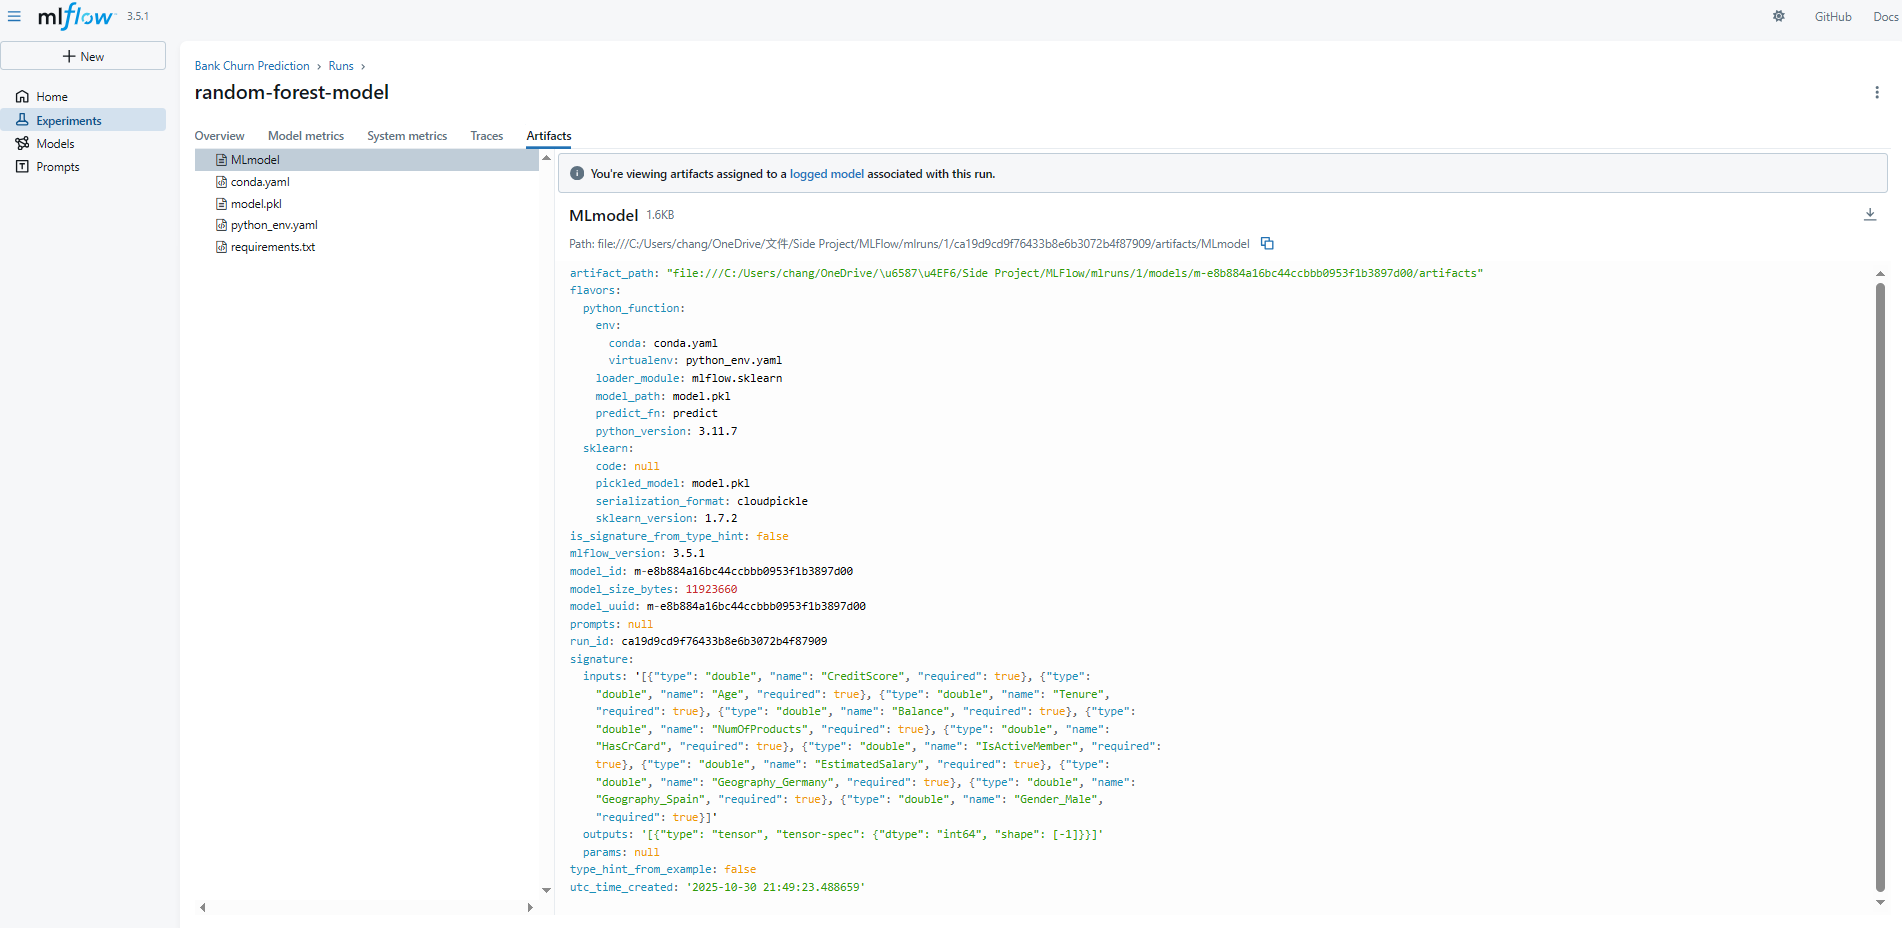 mlflow 3.5.1
GitHub
Docs
New
Home
Experiments
Models
Prompts
Bank Churn Prediction › Runs ›
random-forest-model
Overview Model metrics System metrics Traces Artifacts
MLmodel
conda.yaml
model.pkl
python_env.yaml
requirements.txt
You're viewing artifacts assigned to a logged model associated with this run.
MLmodel 1.6KB
Path: file:///C:/Users/chang/OneDrive/文件/Side Project/MLFlow/mlruns/1/ca19d9cd9f76433b8e6b3072b4f87909/artifacts/MLmodel
artifact_path: "file:///C:/Users/chang/OneDrive/\u6587\u4EF6/Side Project/MLFlow/mlruns/1/models/m-e8b884a16bc44ccbbb0953f1b3897d00/artifacts"
flavors:
python_function:
env:
conda: conda.yaml
virtualenv: python_env.yaml
loader_module: mlflow.sklearn
model_path: model.pkl
predict_fn: predict
python_version: 3.11.7
sklearn:
code: null
pickled_model: model.pkl
serialization_format: cloudpickle
sklearn_version: 1.7.2
is_signature_from_type_hint: false
mlflow_version: 3.5.1
model_id: m-e8b884a16bc44ccbbb0953f1b3897d00
model_size_bytes: 11923660
model_uuid: m-e8b884a16bc44ccbbb0953f1b3897d00
prompts: null
run_id: ca19d9cd9f76433b8e6b3072b4f87909
signature:
inputs: '[{"type": "double", "name": "CreditScore", "required": true}, {"type":
"double", "name": "Age", "required": true}, {"type": "double", "name": "Tenure",
"required": true}, {"type": "double", "name": "Balance", "required": true}, {"type":
"double", "name": "NumOfProducts", "required": true}, {"type": "double", "name":
"HasCrCard", "required": true}, {"type": "double", "name": "IsActiveMember", "required":
true}, {"type": "double", "name": "EstimatedSalary", "required": true}, {"type":
"double", "name": "Geography_Germany", "required": true}, {"type": "double", "name":
"Geography_Spain", "required": true}, {"type": "double", "name": "Gender_Male",
"required": true}]'
outputs: '[{"type": "tensor", "tensor-spec": {"dtype": "int64", "shape": [-1]}}]'
params: null
type_hint_from_example: false
utc_time_created: '2025-10-30 21:49:23.488659'